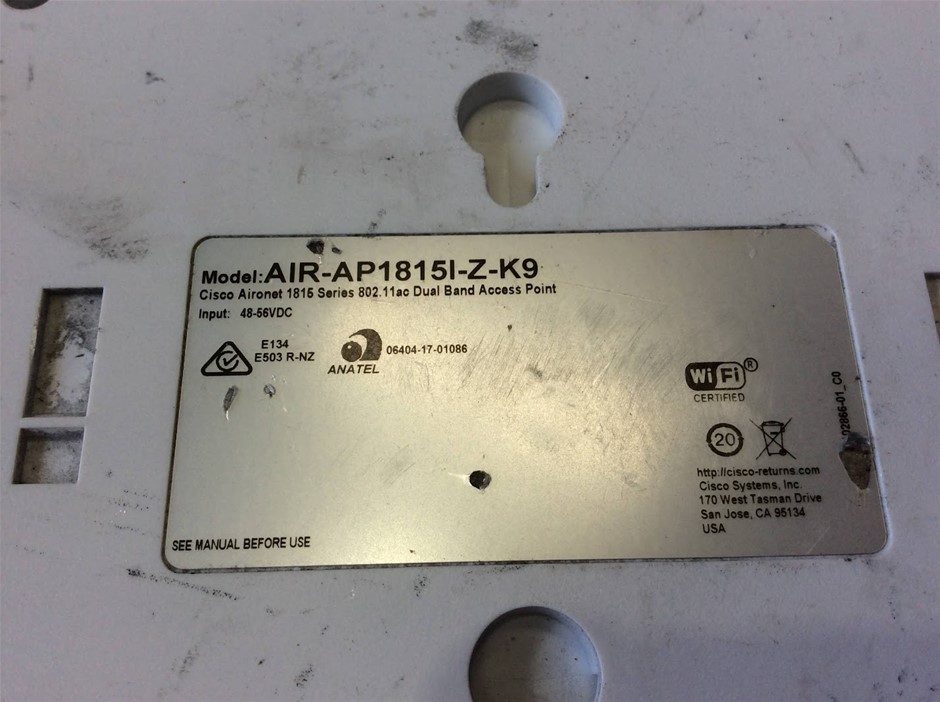 Model:AIR-AP1815I-Z-K9
Cisco Aironet 1815 Series 802.11ac Dual Band Access Point
Input: 48-56VDC
E134
E503 R-NZ
ANATEL
06404-17-01086
Wi Fi ®
CERTIFIED
20
http://cisco-returns.com
Cisco Systems, Inc.
170 West Tasman Drive
San Jose, CA 95134
USA
02866-01_C0
SEE MANUAL BEFORE USE